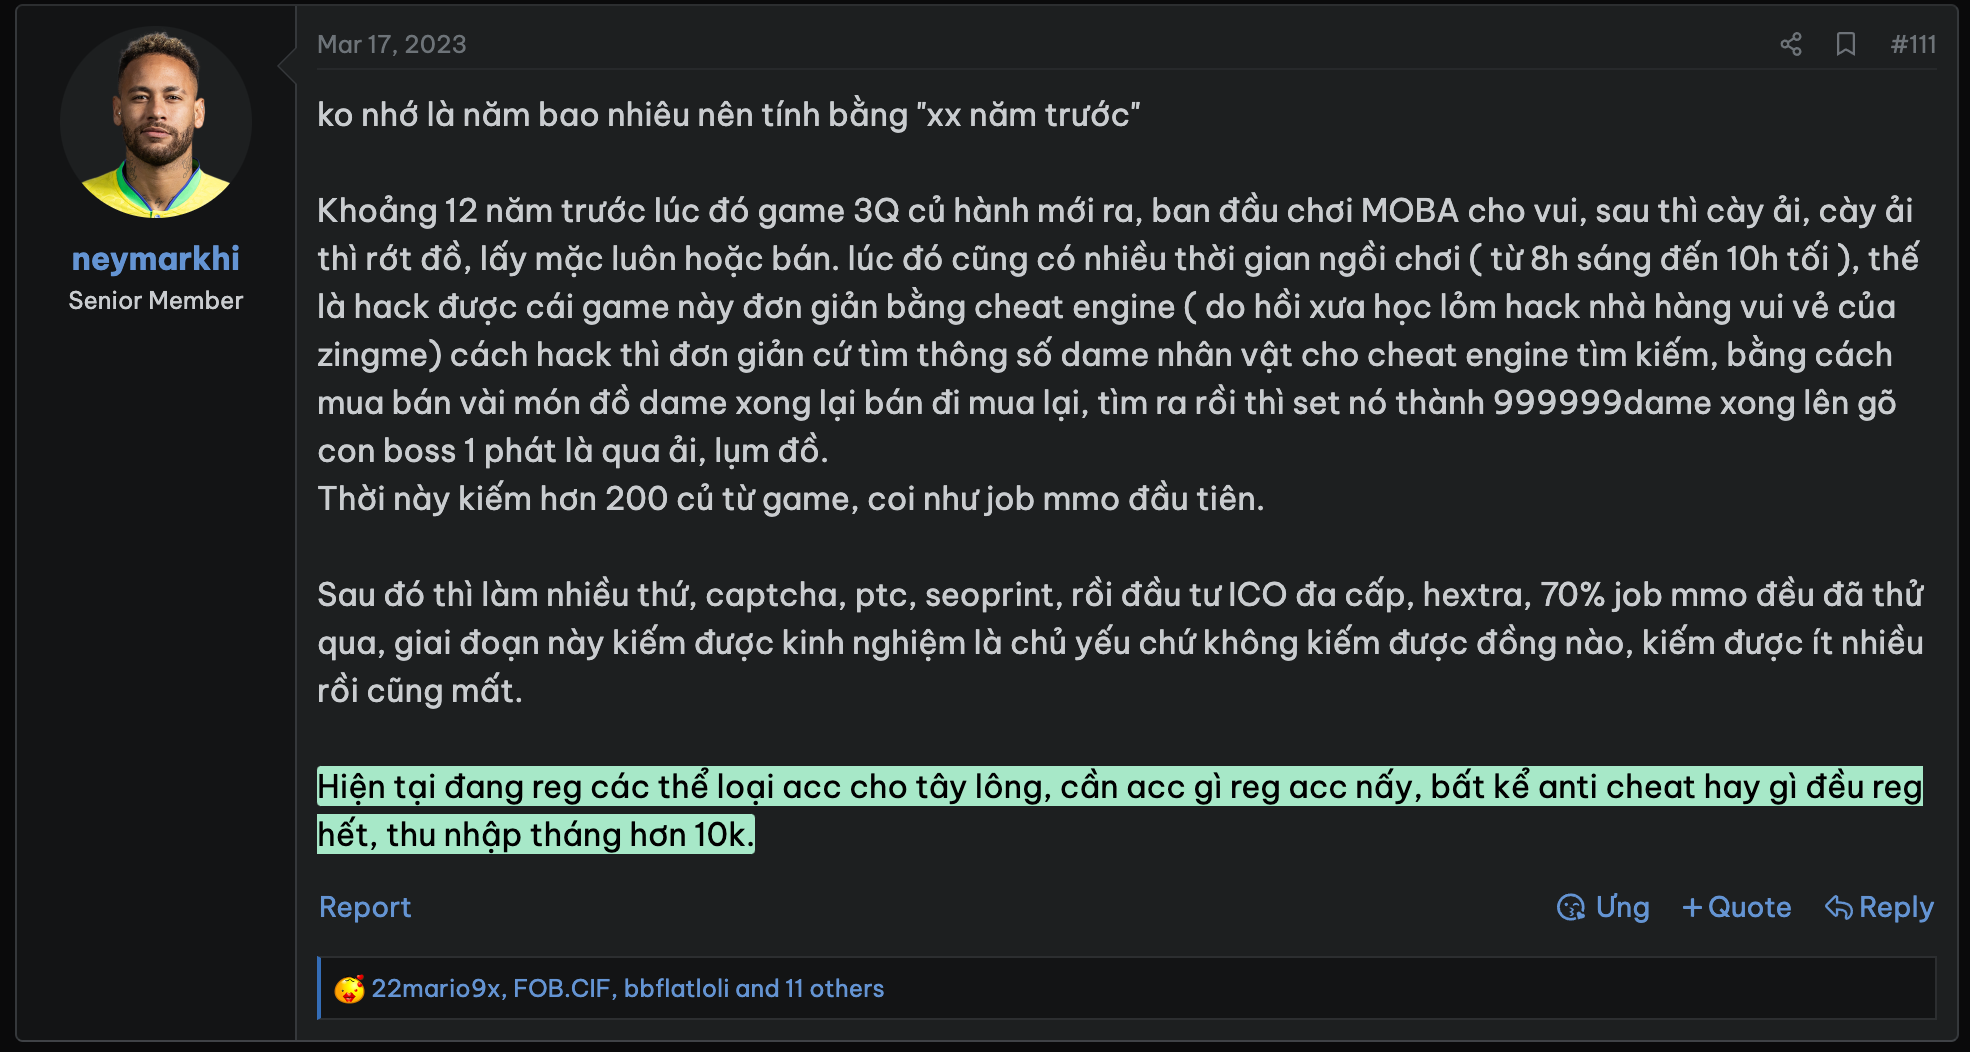 Mar 17, 2023
#111
neymarkhi
Senior Member
ko nhớ là năm bao nhiêu nên tính bằng "xx năm trước"
Khoảng 12 năm trước lúc đó game 3Q củ hành mới ra, ban đầu chơi MOBA cho vui, sau thì cày ải, cày ải
thì rớt đồ, lấy mặc luôn hoặc bán. lúc đó cũng có nhiều thời gian ngồi chơi ( từ 8h sáng đến 10h tối ), thế
là hack được cái game này đơn giản bằng cheat engine ( do hồi xưa học lỏm hack nhà hàng vui vẻ của
zingme) cách hack thì đơn giản cứ tìm thông số dame nhân vật cho cheat engine tìm kiếm, bằng cách
mua bán vài món đồ dame xong lại bán đi mua lại, tìm ra rồi thì set nó thành 999999dame xong lên gõ
con boss 1 phát là qua ải, lụm đồ.
Thời này kiếm hơn 200 củ từ game, coi như job mmo đầu tiên.
Sau đó thì làm nhiều thứ, captcha, ptc, seoprint, rồi đầu tư ICO đa cấp, hextra, 70% job mmo đều đã thử
qua, giai đoạn này kiếm được kinh nghiệm là chủ yếu chứ không kiếm được đồng nào, kiếm được ít nhiều
rồi cũng mất.
Hiện tại đang reg các thể loại acc cho tây lông, cần acc gì reg acc nấy, bất kể anti cheat hay gì đều reg
hết, thu nhập tháng hơn 10k.
Report
Ưng
+Quote
Reply
22mario9x, FOB.CIF, bbflatloli and 11 others